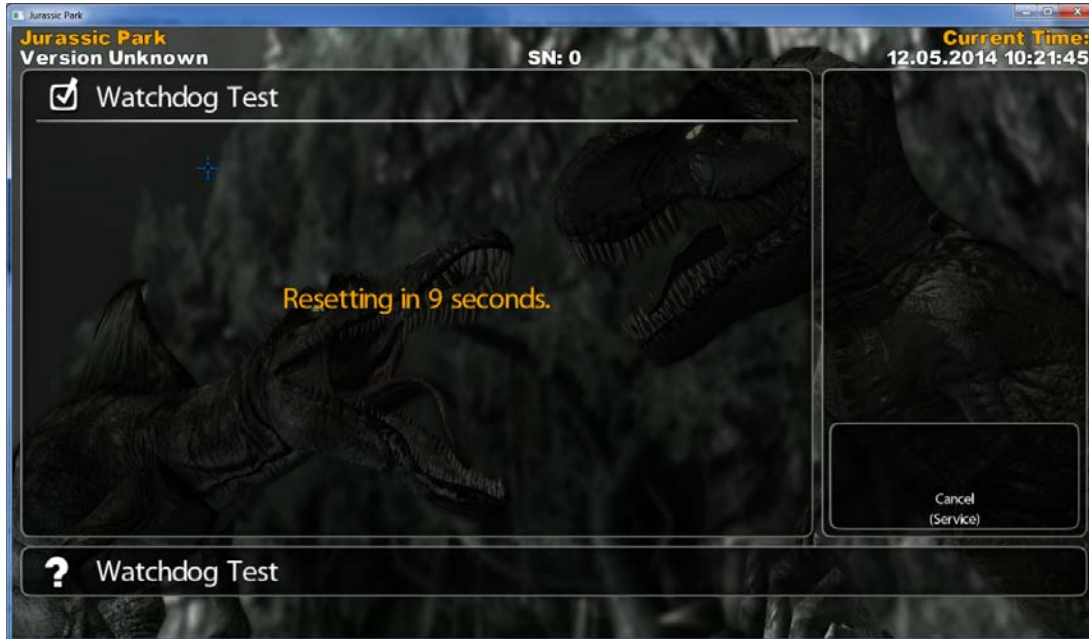 Jurassic Park
Jurassic Park
Version Unknown
SN: 0
Current Time:
12.05.2014 10:21:45
Watchdog Test
Resetting in 9 seconds.
Cancel
(Service)
? Watchdog Test